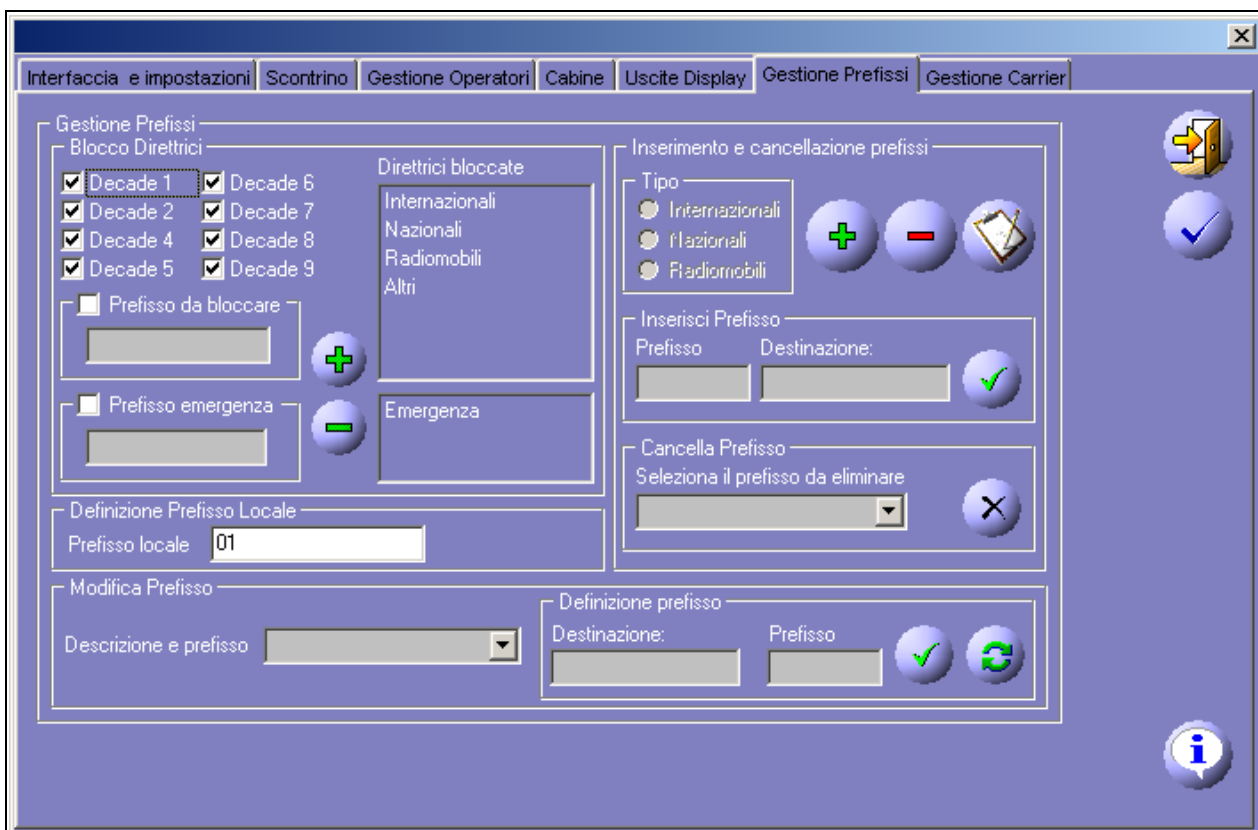 Interfaccia e impostazioni Scontrino Gestione Operatori Cabine Uscite Display Gestione Prefissi Gestione Carrier
Gestione Prefissi
Blocco Direttrici
Decade 1 Decade 6
Decade 2 Decade 7
Decade 4 Decade 8
Decade 5 Decade 9
Prefisso da bloccare
Prefisso emergenza
Direttrici bloccate
Internazionali
Nazionali
Radiomobili
Altri
Emergenza
Definizione Prefisso Locale
Prefisso locale 01
Inserimento e cancellazione prefissi
Tipo
Internazionali
Nazionali
Radiomobili
Inserisci Prefisso
Prefisso Destinazione:
Cancella Prefisso
Seleziona il prefisso da eliminare
Modifica Prefisso
Descrizione e prefisso
Definizione prefisso
Destinazione: Prefisso